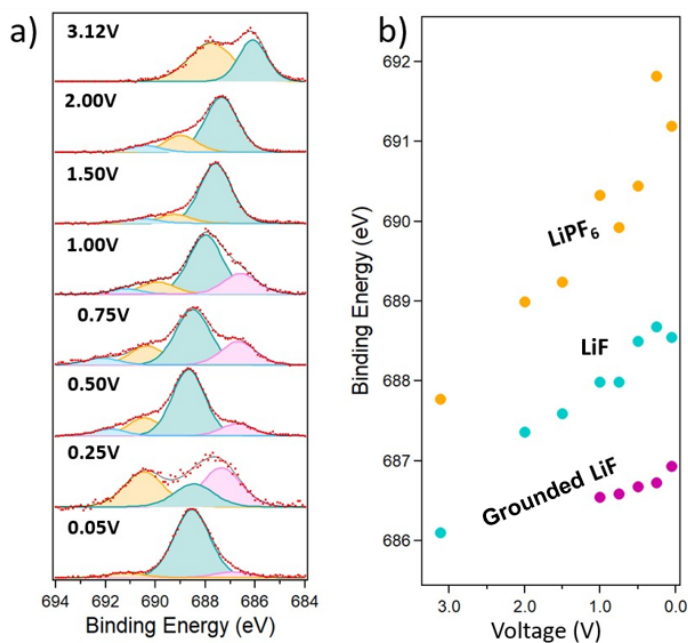 a)
3.12V
2.00V
1.50V
1.00V
0.75V
0.50V
0.25V
0.05V
694 692 690 688 686 684
Binding Energy (eV)
b)
692
691
690
689
688
687
686
Binding Energy (eV)
LiPF₆
LiF
Grounded LiF
3.0 2.0 1.0 0.0
Voltage (V)